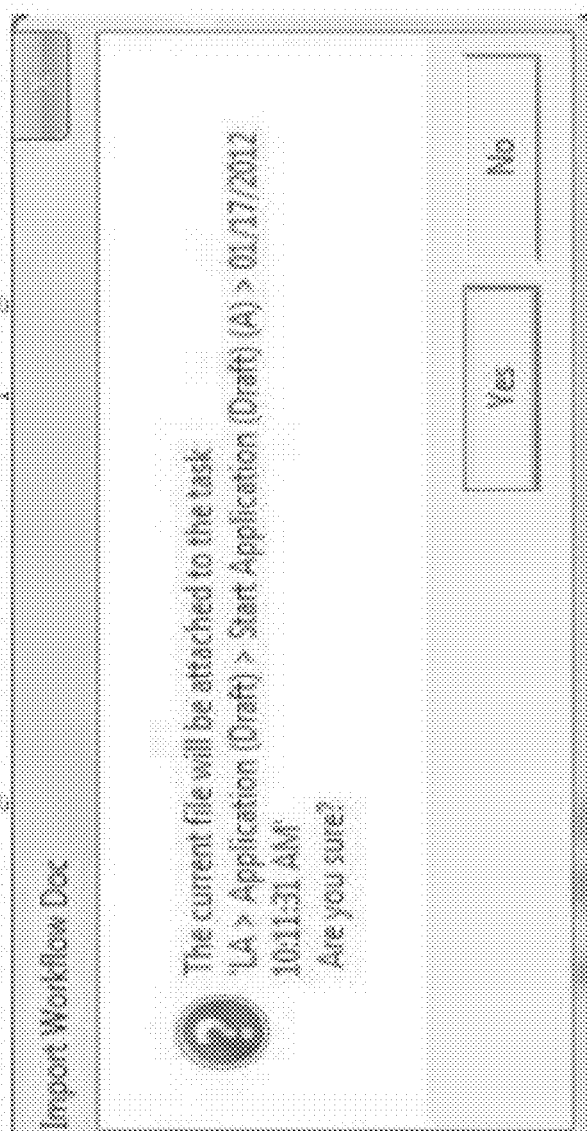 Import Workflow Doc
The current file will be attached to the task
'LA > Application (Draft) > Start Application (Draft) (A) > 01/17/2012
10:11:31 AM'
Are you sure?
Yes
No